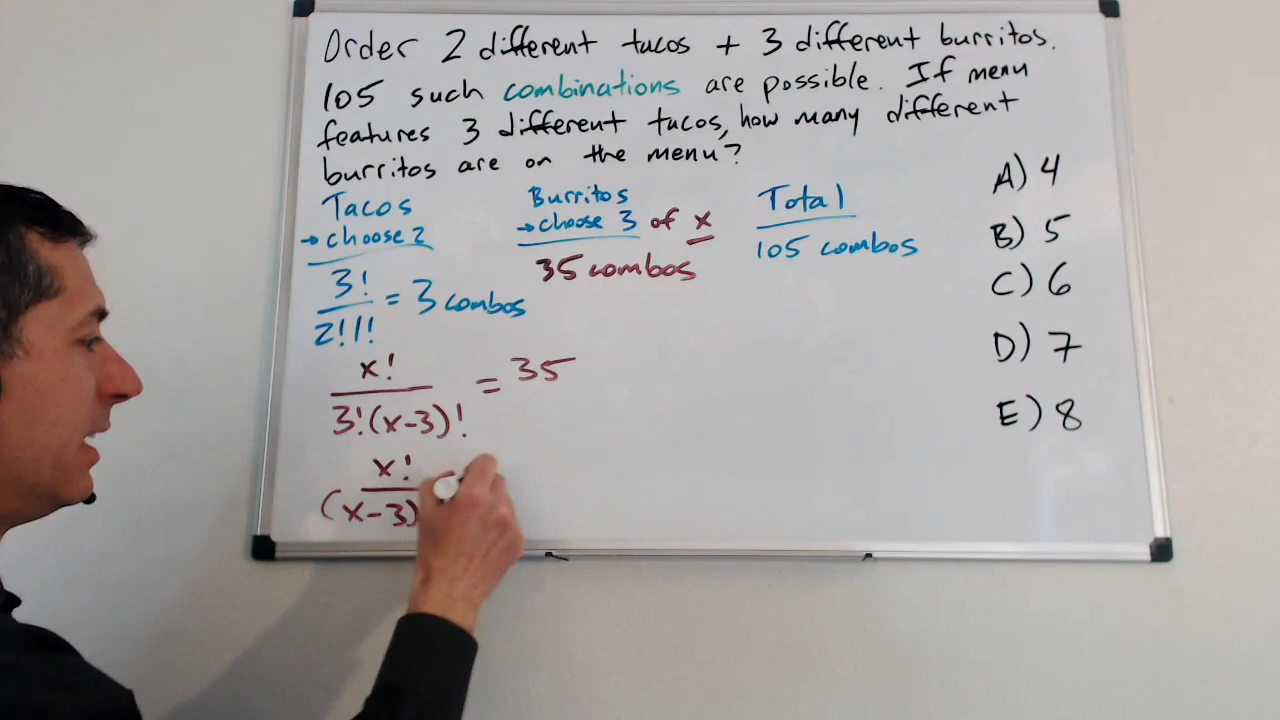 Order 2 different tacos + 3 different burritos.
105 such combinations are possible. If menu
features 3 different tacos, how many different
burritos are on the menu?
Tacos
→ choose 2
3!
2!1!
= 3 combos
Burritos
→ choose 3 of x
35 combos
Total
105 combos
x!
3!(x-3)!
= 35
x!
(x-3)
A) 4
B) 5
C) 6
D) 7
E) 8